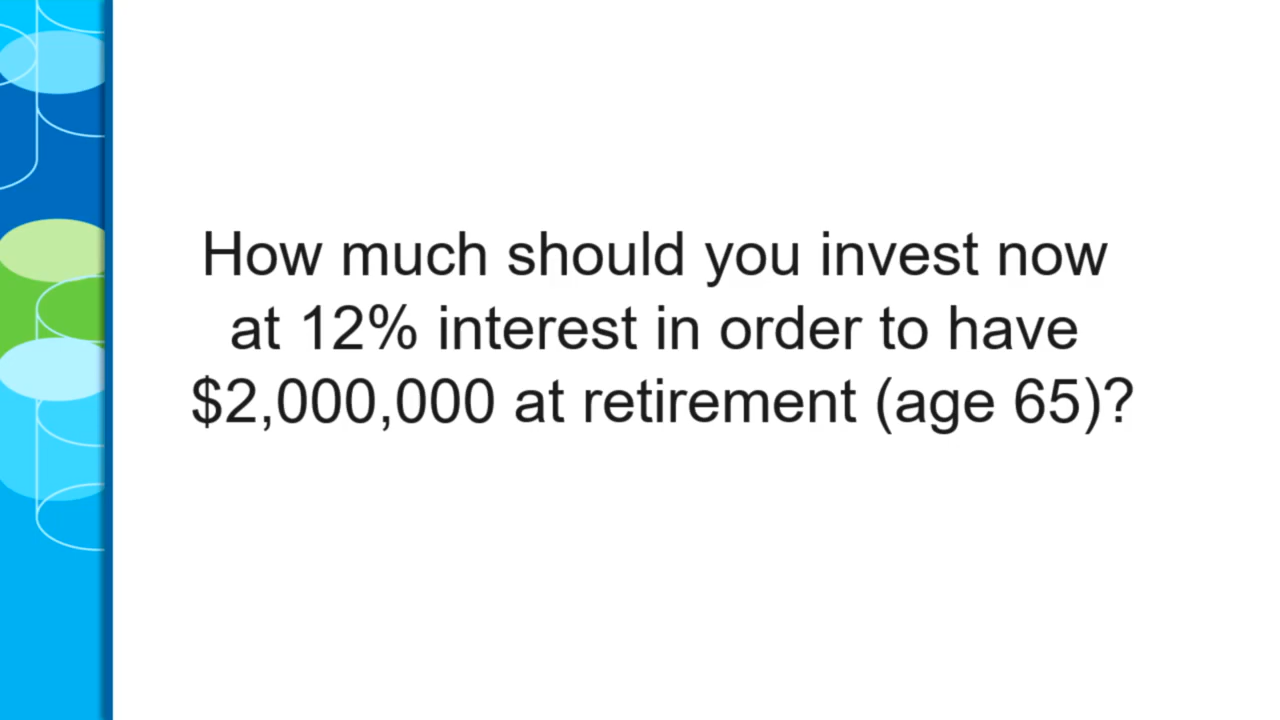 How much should you invest now
at 12% interest in order to have
$2,000,000 at retirement (age 65)?